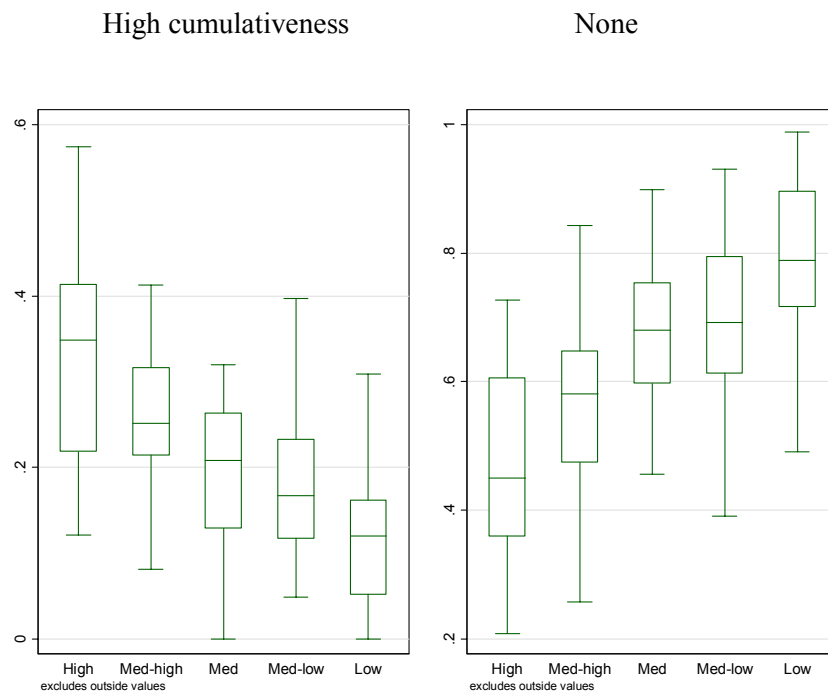 High cumulativeness
None
.6
.4
.2
0
High Med-high Med Med-low Low
excludes outside values
1
.8
.6
.4
.2
High Med-high Med Med-low Low
excludes outside values